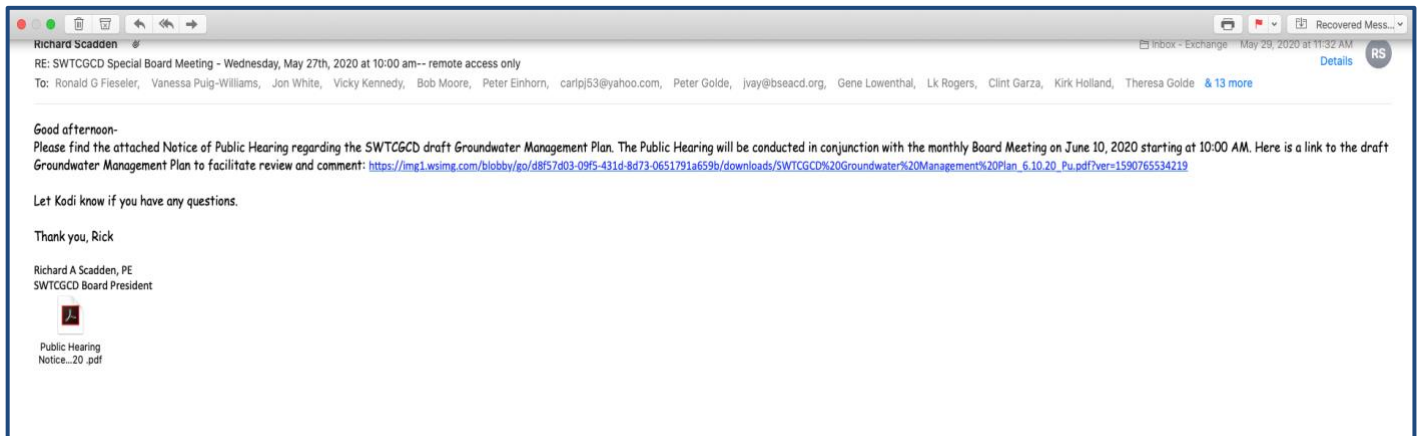 Recovered Mess...
Richard Scadden
Inbox - Exchange May 29, 2020 at 11:32 AM
RS
RE: SWTCGCD Special Board Meeting - Wednesday, May 27th, 2020 at 10:00 am-- remote access only
Details
To: Ronald G Fieseler, Vanessa Puig-Williams, Jon White, Vicky Kennedy, Bob Moore, Peter Einhorn, carlpj53@yahoo.com, Peter Golde, jvay@bseacd.org, Gene Lowenthal, Lk Rogers, Clint Garza, Kirk Holland, Theresa Golde & 13 more
Good afternoon-
Please find the attached Notice of Public Hearing regarding the SWTCGCD draft Groundwater Management Plan. The Public Hearing will be conducted in conjunction with the monthly Board Meeting on June 10, 2020 starting at 10:00 AM. Here is a link to the draft
Groundwater Management Plan to facilitate review and comment: https://img1.wsimg.com/blobby/go/d8f57d03-09f5-431d-8d73-0651791a659b/downloads/SWTCGCD%20Groundwater%20Management%20Plan_6.10.20_Pu.pdf?ver=1590765534219
Let Kodi know if you have any questions.
Thank you, Rick
Richard A Scadden, PE
SWTCGCD Board President
Public Hearing
Notice...20 .pdf